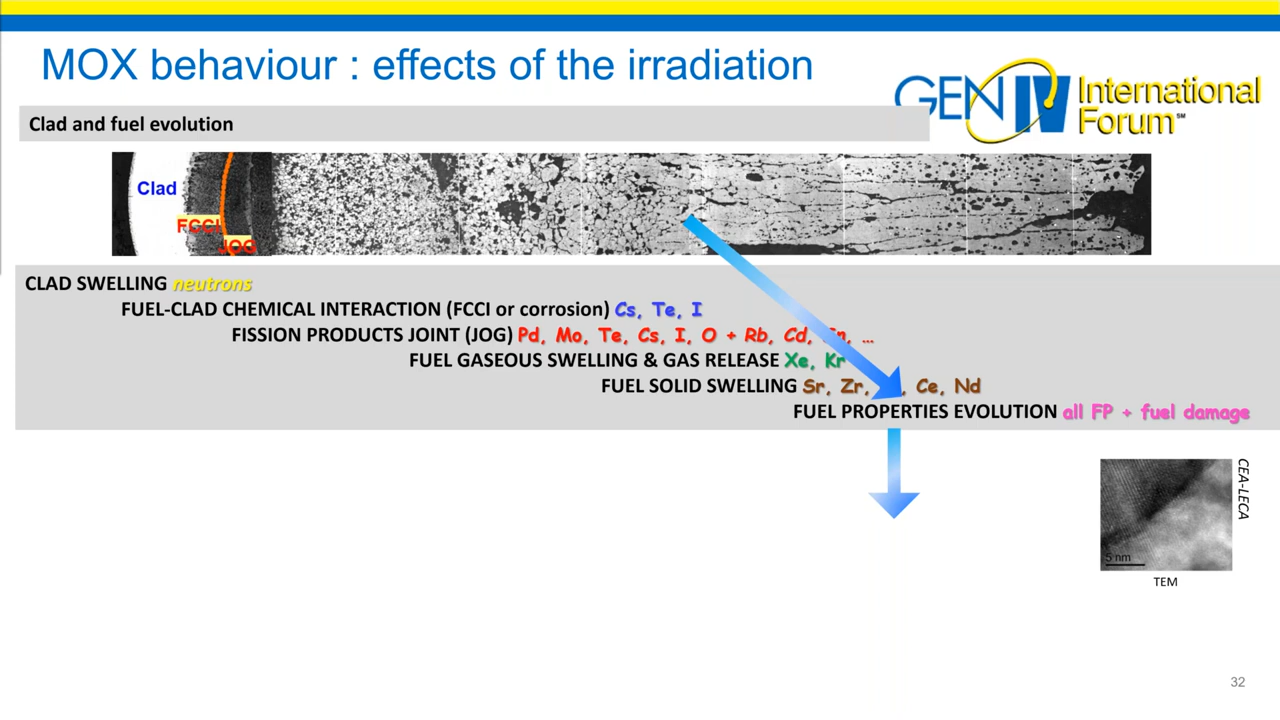 MOX behaviour : effects of the irradiation
GEN IV International Forum SM
Clad and fuel evolution
Clad
FCCI
JOG
CLAD SWELLING neutrons
FUEL-CLAD CHEMICAL INTERACTION (FCCI or corrosion) Cs, Te, I
FISSION PRODUCTS JOINT (JOG) Pd, Mo, Te, Cs, I, O + Rb, Cd, …
FUEL GASEOUS SWELLING & GAS RELEASE Xe, Kr
FUEL SOLID SWELLING Sr, Zr, Ce, Nd
FUEL PROPERTIES EVOLUTION all FP + fuel damage
CEA-LECA
5 nm
TEM
32